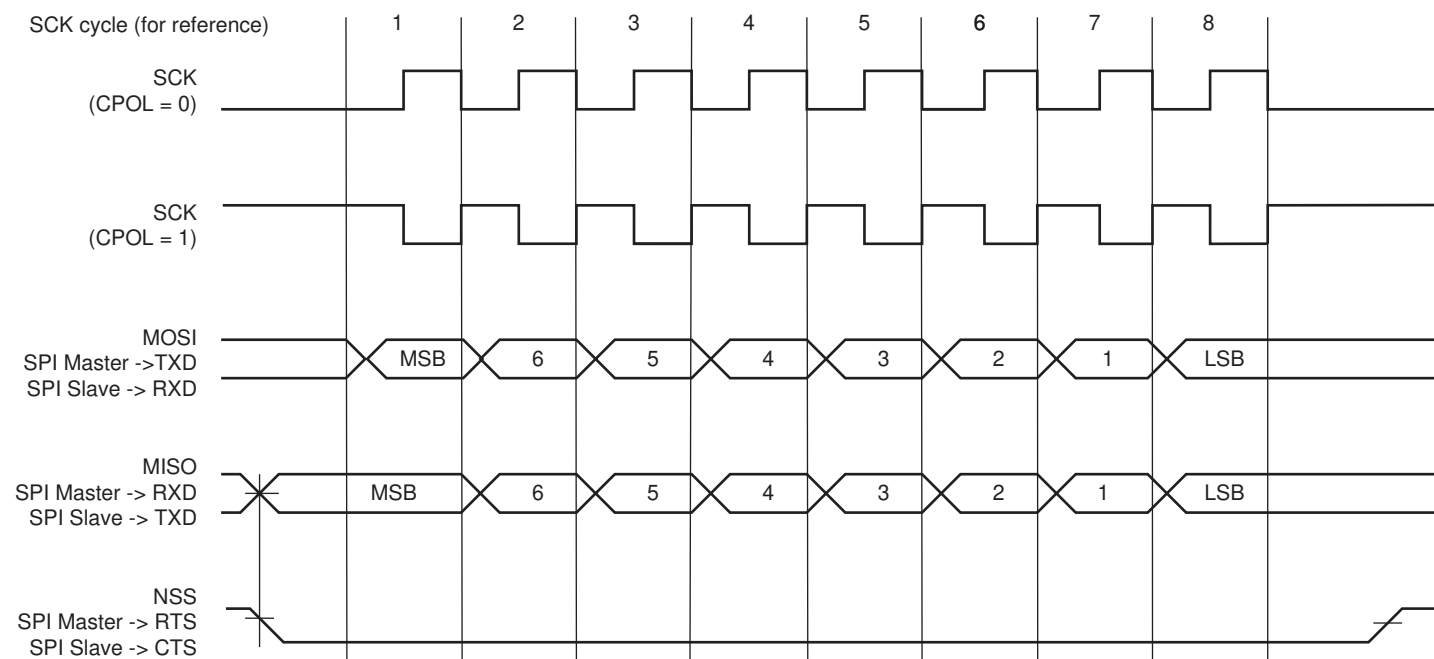 SCK cycle (for reference) 1 2 3 4 5 6 7 8
SCK
(CPOL = 0)
SCK
(CPOL = 1)
MOSI
SPI Master ->TXD
SPI Slave -> RXD
MSB 6 5 4 3 2 1 LSB
MISO
SPI Master -> RXD
SPI Slave -> TXD
MSB 6 5 4 3 2 1 LSB
NSS
SPI Master -> RTS
SPI Slave -> CTS